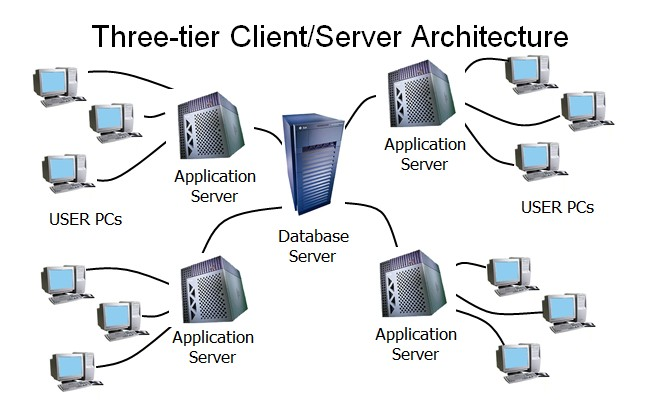 Three-tier Client/Server Architecture
Application
Server
Application
Server
USER PCs
USER PCs
Database
Server
Application
Server
Application
Server